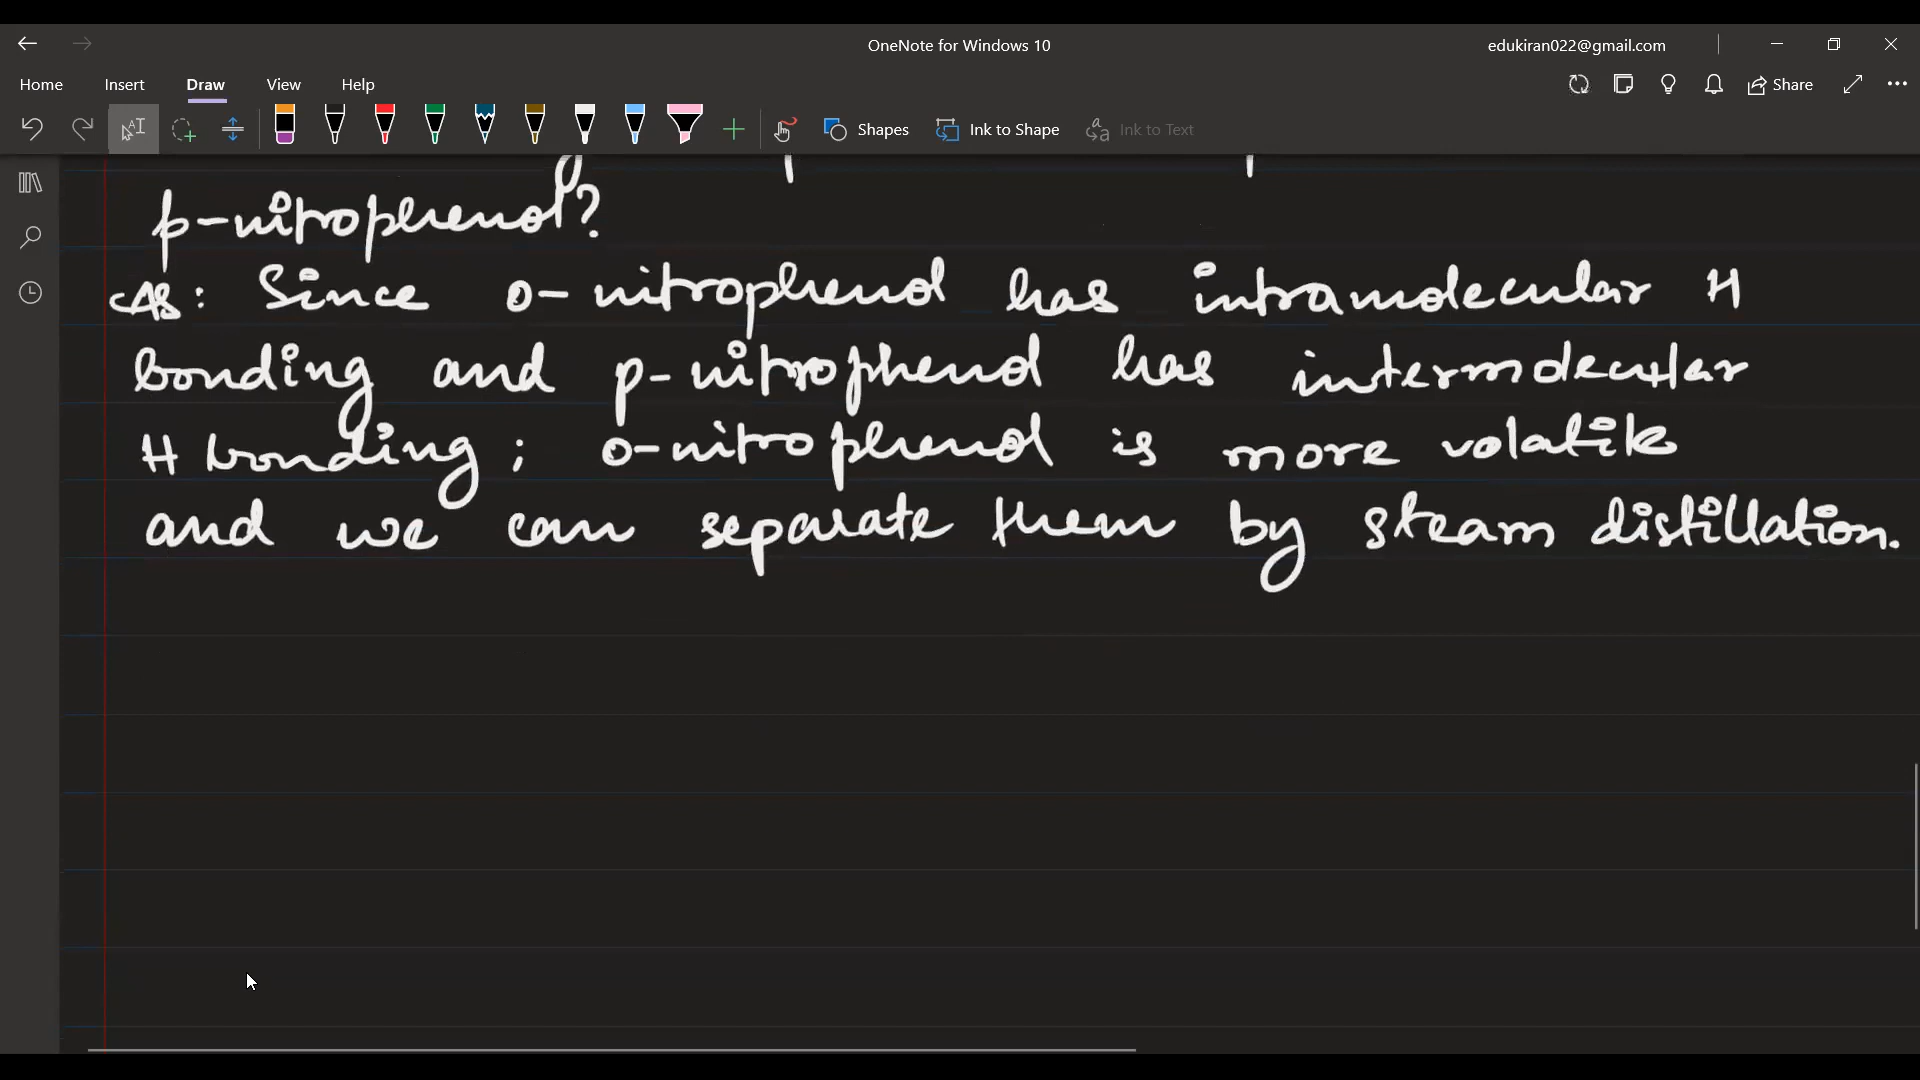 OneNote for Windows 10
edukiran022@gmail.com
Home Insert Draw View Help
Share
Shapes Ink to Shape Ink to Text
p-nitrophenol?
As: Since o-nitrophenol has intramolecular H
bonding and p-nitrophenol has intermolecular
H bonding; o-nitrophenol is more volatile
and we can separate them by steam distillation.